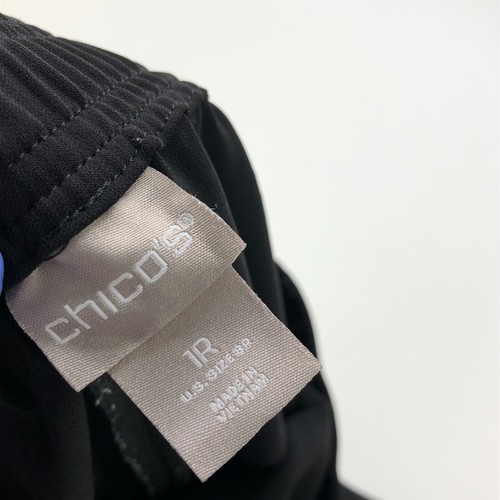 chico's®
1R
U.S. SIZE 8R
MADE IN
VIETNAM